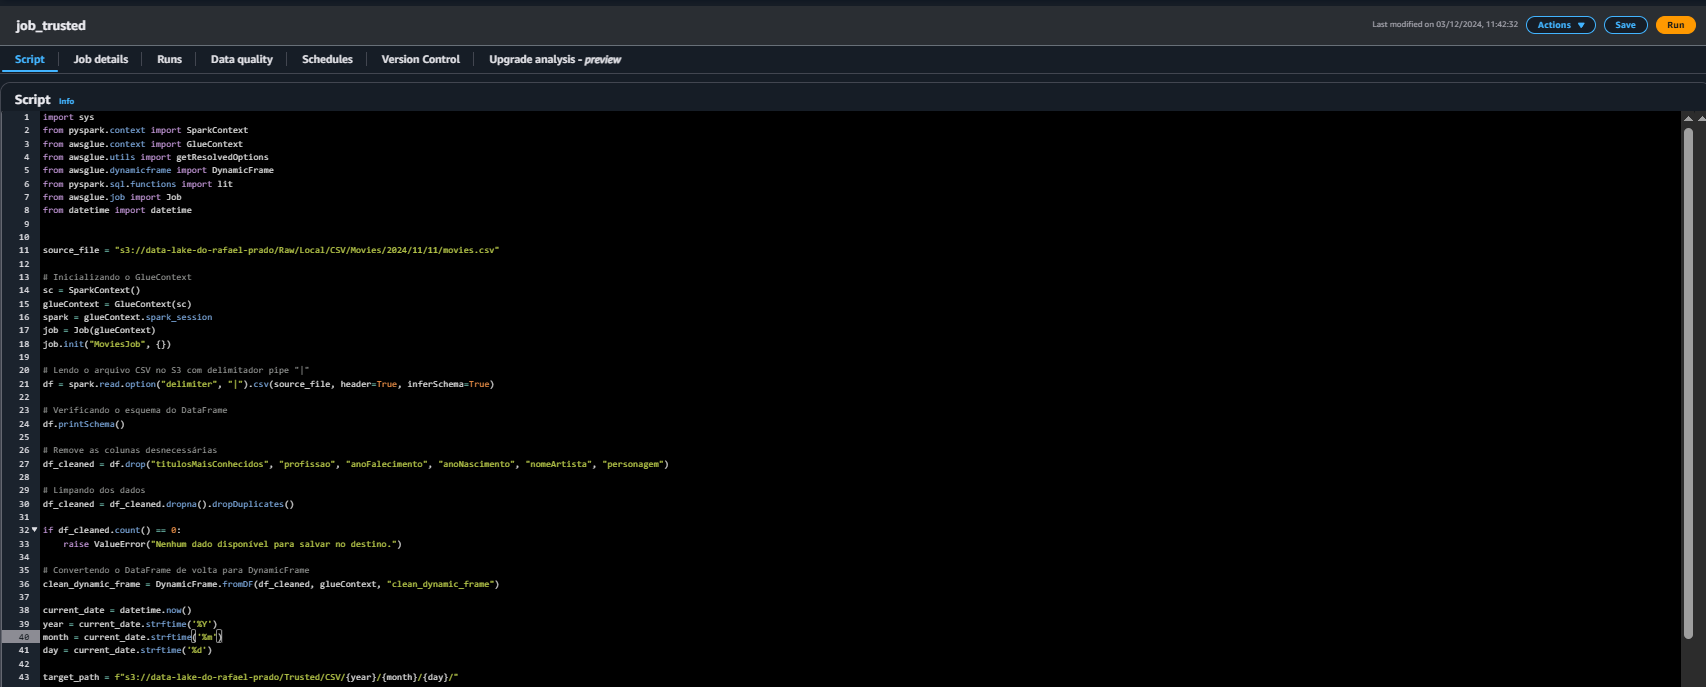 job_trusted
Last modified on 03/12/2024, 11:42:32
Actions
Save
Run
Script
Job details
Runs
Data quality
Schedules
Version Control
Upgrade analysis - preview
Script Info
1 import sys
2 from pyspark.context import SparkContext
3 from awsglue.context import GlueContext
4 from awsglue.utils import getResolvedOptions
5 from awsglue.dynamicframe import DynamicFrame
6 from pyspark.sql.functions import lit
7 from awsglue.job import Job
8 from datetime import datetime
9
10
11 source_file = "s3://data-lake-do-rafael-prado/Raw/Local/CSV/Movies/2024/11/11/movies.csv"
12
13 # Inicializando o GlueContext
14 sc = SparkContext()
15 glueContext = GlueContext(sc)
16 spark = glueContext.spark_session
17 job = Job(glueContext)
18 job.init("MoviesJob", {})
19
20 # Lendo o arquivo CSV no S3 com delimitador pipe "|"
21 df = spark.read.option("delimiter", "|").csv(source_file, header=True, inferSchema=True)
22
23 # Verificando o esquema do DataFrame
24 df.printSchema()
25
26 # Remove as colunas desnecessárias
27 df_cleaned = df.drop("titulosMaisConhecidos", "profissao", "anoFalecimento", "anoNascimento", "nomeArtista", "personagem")
28
29 # Limpando dos dados
30 df_cleaned = df_cleaned.dropna().dropDuplicates()
31
32 if df_cleaned.count() == 0:
33     raise ValueError("Nenhum dado disponível para salvar no destino.")
34
35 # Convertendo o DataFrame de volta para DynamicFrame
36 clean_dynamic_frame = DynamicFrame.fromDF(df_cleaned, glueContext, "clean_dynamic_frame")
37
38 current_date = datetime.now()
39 year = current_date.strftime('%Y')
40 month = current_date.strftime('%m')
41 day = current_date.strftime('%d')
42
43 target_path = f"s3://data-lake-do-rafael-prado/Trusted/CSV/{year}/{month}/{day}/"